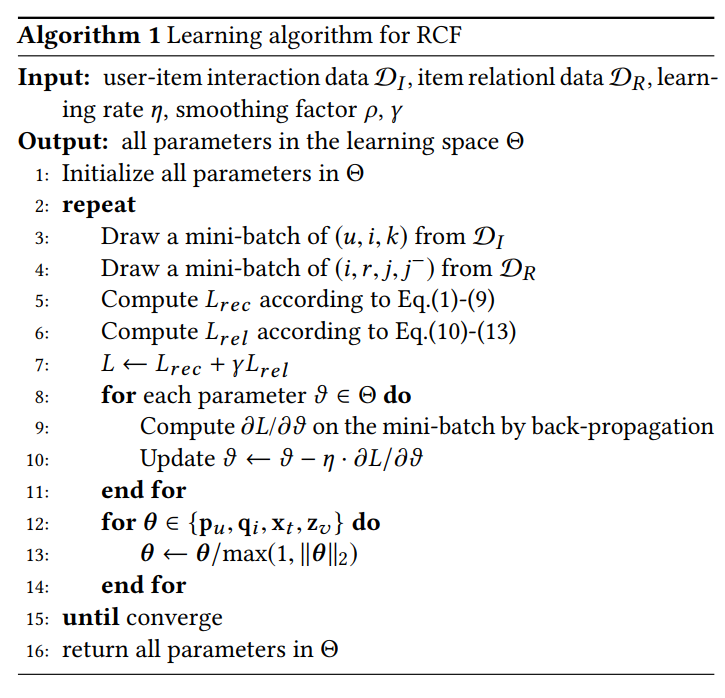 Algorithm 1 Learning algorithm for RCF
Input: user-item interaction data 𝒟_I, item relationl data 𝒟_R, learn-
ing rate η, smoothing factor ρ, γ
Output: all parameters in the learning space Θ
1: Initialize all parameters in Θ
2: repeat
3: Draw a mini-batch of (u, i, k) from 𝒟_I
4: Draw a mini-batch of (i, r, j, j⁻) from 𝒟_R
5: Compute L_rec according to Eq.(1)-(9)
6: Compute L_rel according to Eq.(10)-(13)
7: L ← L_rec + γL_rel
8: for each parameter ϑ ∈ Θ do
9: Compute ∂L/∂ϑ on the mini-batch by back-propagation
10: Update ϑ ← ϑ − η · ∂L/∂ϑ
11: end for
12: for θ ∈ {p_u, q_i, x_t, z_v} do
13: θ ← θ/max(1, ||θ||₂)
14: end for
15: until converge
16: return all parameters in Θ